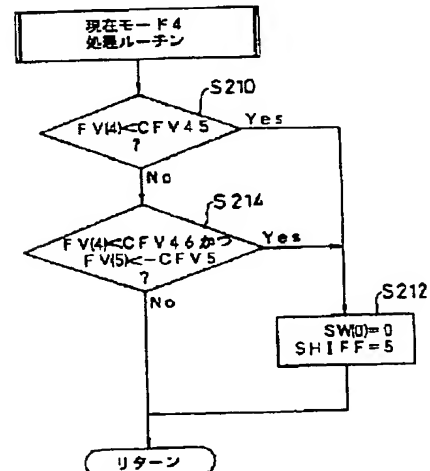 現在モード4
処理ルーチン
S210
FV(4)<CFV45
?
Yes
No
S214
FV(4)<CFV46かつ
FV(5)<-CFV5
?
Yes
No
S212
SW(0)=0
SHIFF=5
リターン